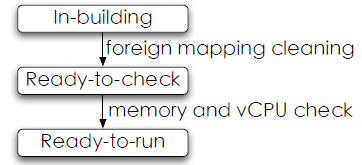 In-building
foreign mapping cleaning
Ready-to-check
memory and vCPU check
Ready-to-run